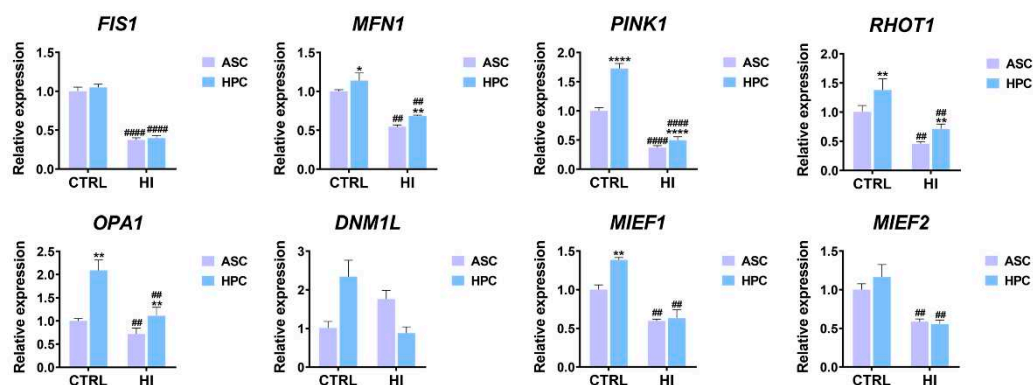 FIS1
Relative expression
1.5
1.0
0.5
0.0
####
####
CTRL
HI
ASC
HPC
MFN1
Relative expression
1.5
1.0
0.5
0.0
*
##
##
**
CTRL
HI
ASC
HPC
PINK1
Relative expression
2.0
1.5
1.0
0.5
0.0
****
####
####
****
CTRL
HI
ASC
HPC
RHOT1
Relative expression
2.0
1.5
1.0
0.5
0.0
**
##
##
**
CTRL
HI
ASC
HPC
OPA1
Relative expression
2.5
2.0
1.5
1.0
0.5
0.0
**
##
##
**
CTRL
HI
ASC
HPC
DNM1L
Relative expression
3
2
1
0
CTRL
HI
ASC
HPC
MIEF1
Relative expression
1.5
1.0
0.5
0.0
**
##
##
CTRL
HI
ASC
HPC
MIEF2
Relative expression
1.5
1.0
0.5
0.0
##
##
CTRL
HI
ASC
HPC